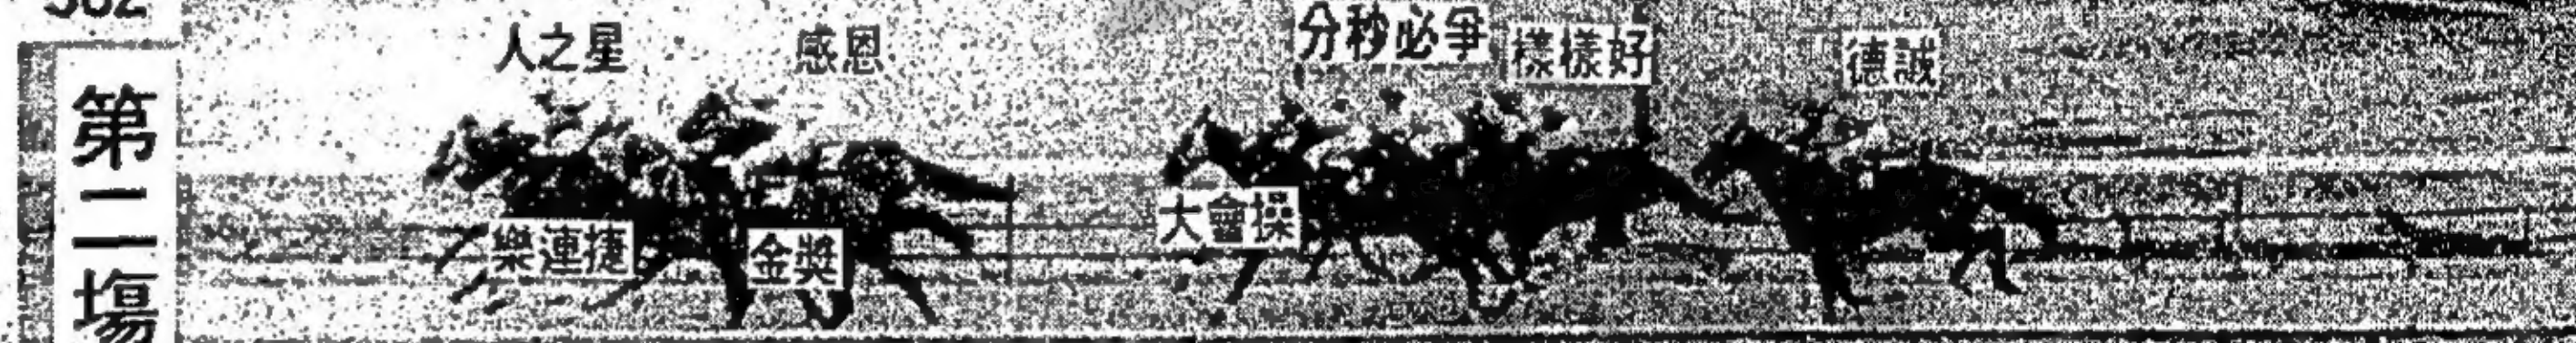 第二場
人之星
感恩
分秒必爭
樣樣好
德誠
樂連捷
金獎
大會操